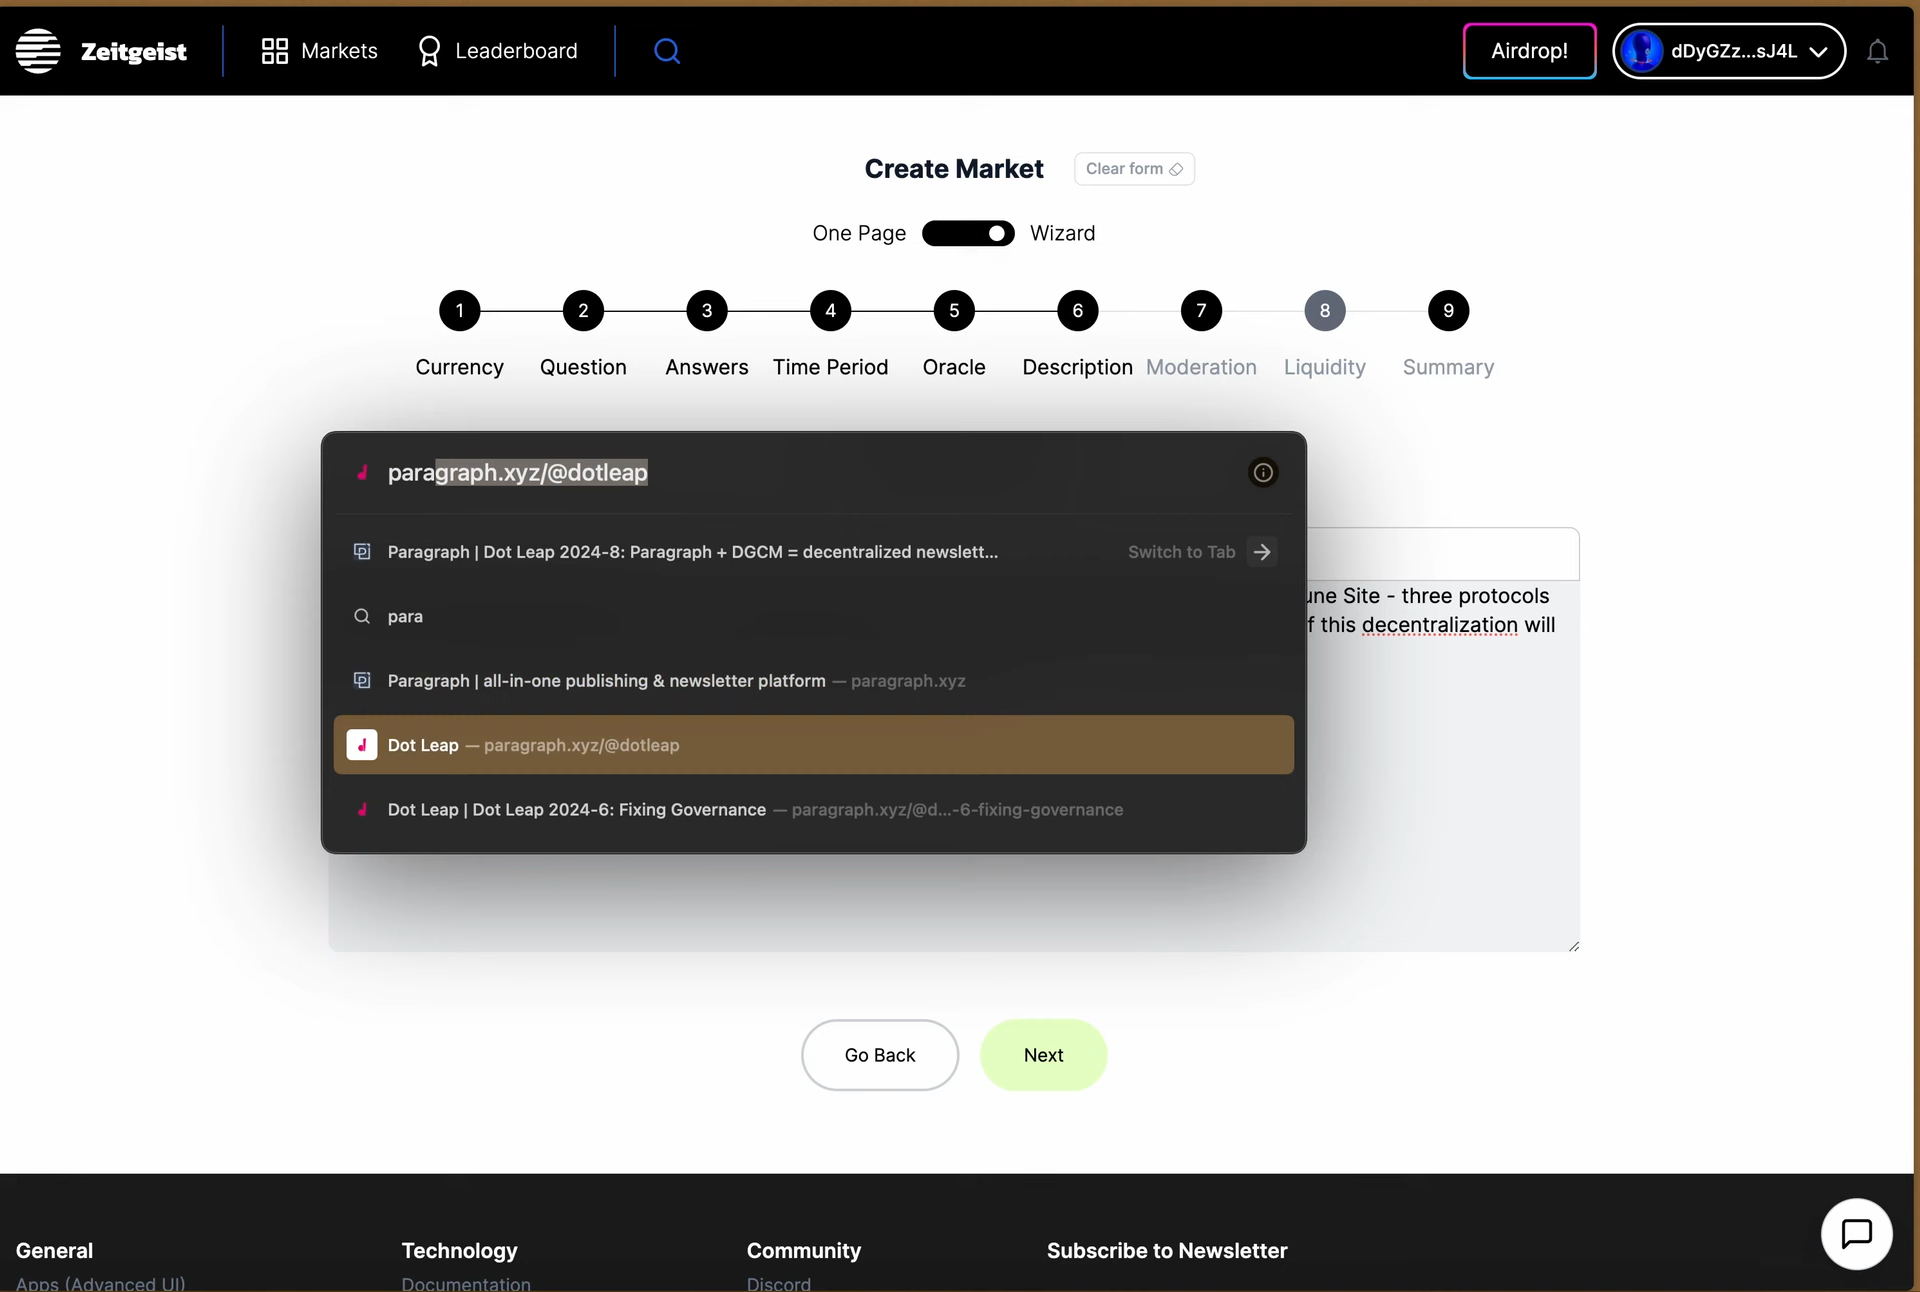 Zeitgeist
Markets
Leaderboard
Airdrop!
dDyGZz...sJ4L
Create Market
Clear form
One Page
Wizard
1
2
3
4
5
6
7
8
9
Currency
Question
Answers
Time Period
Oracle
Description
Moderation
Liquidity
Summary
paragraph.xyz/@dotleap
Paragraph | Dot Leap 2024-8: Paragraph + DGCM = decentralized newslett...
Switch to Tab
para
Paragraph | all-in-one publishing & newsletter platform — paragraph.xyz
Dot Leap — paragraph.xyz/@dotleap
Dot Leap | Dot Leap 2024-6: Fixing Governance — paragraph.xyz/@d...-6-fixing-governance
Site - three protocols
this decentralization will
Go Back
Next
General
Technology
Community
Subscribe to Newsletter
Apps (Advanced UI)
Documentation
Discord